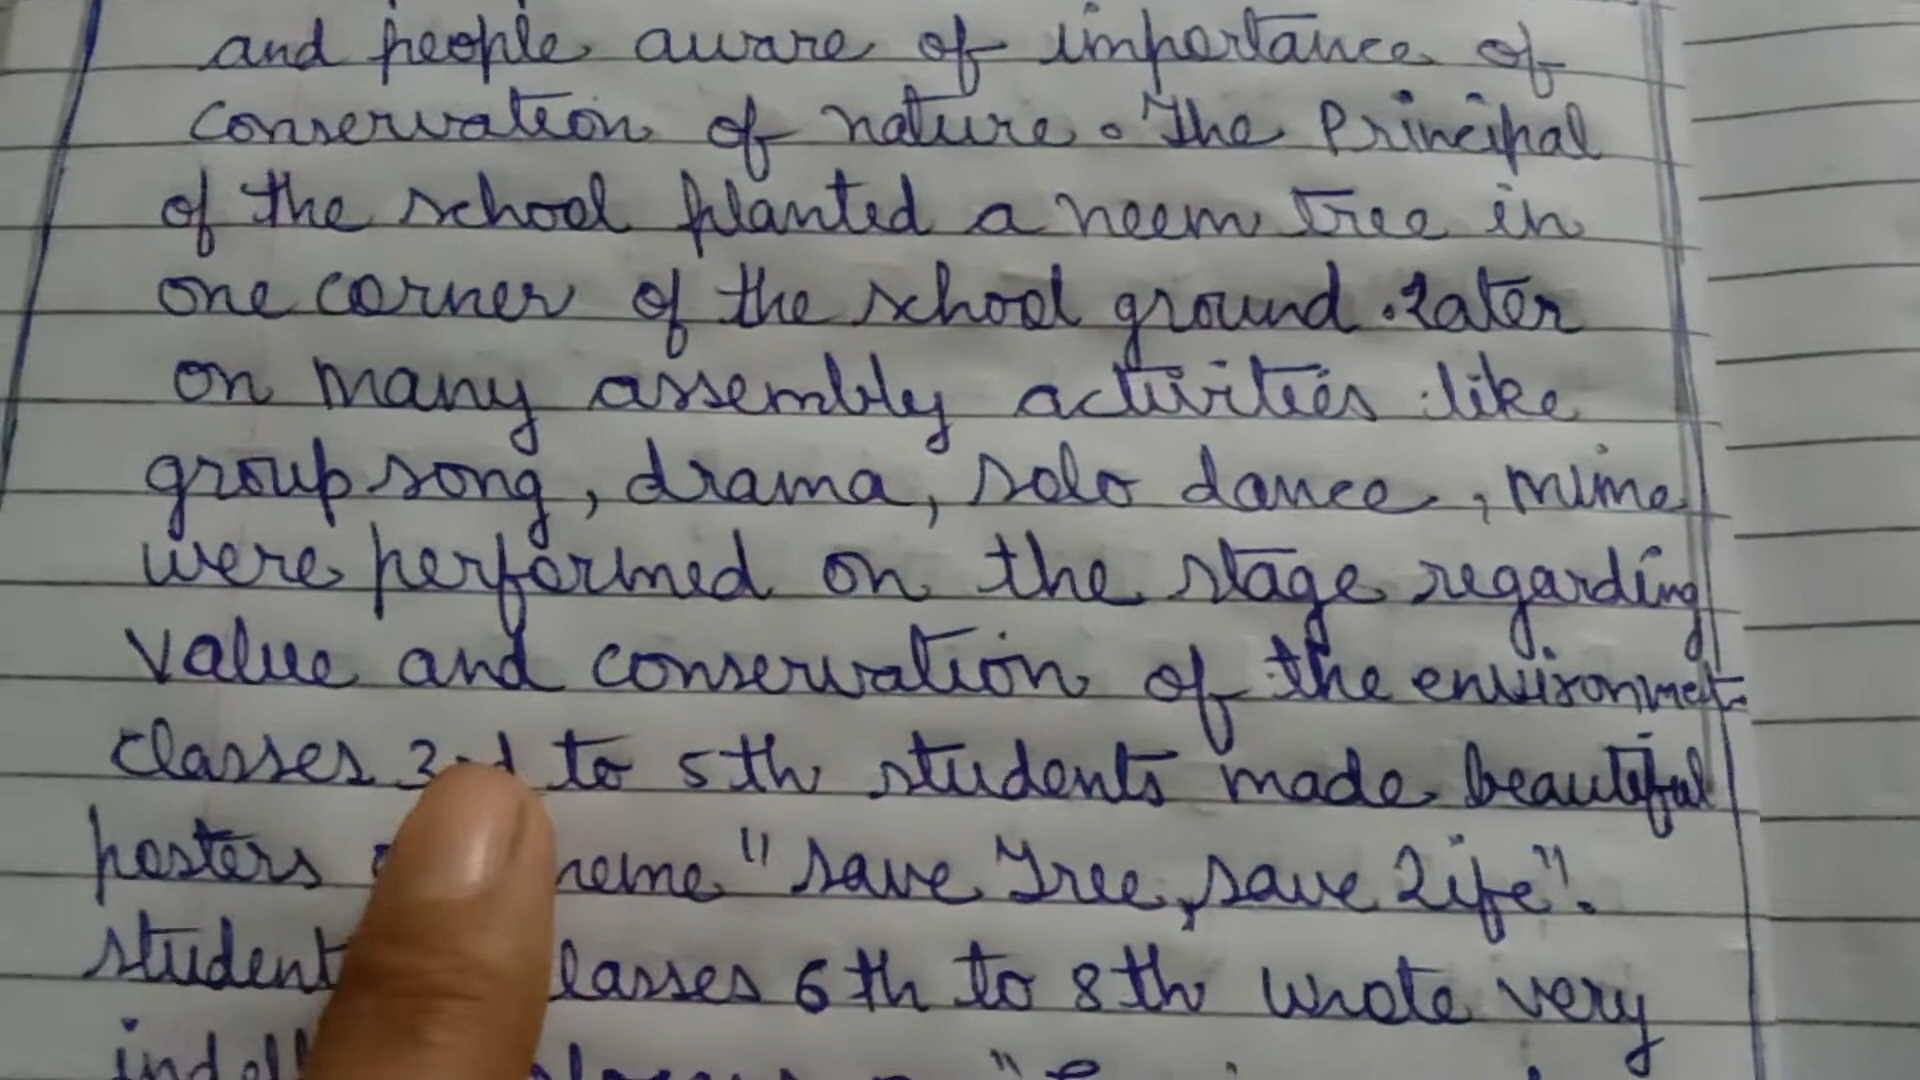 and people aware of importance of
conservation of nature. The Principal
of the school planted a neem tree in
one corner of the school ground. Later
on many assembly activities like
group song, drama, solo dance, mime
were performed on the stage regarding
value and conservation of the environmet
classes 3rd to 5th students made beautiful
posters "save Tree, save Life".
classes 6th to 8th wrote very